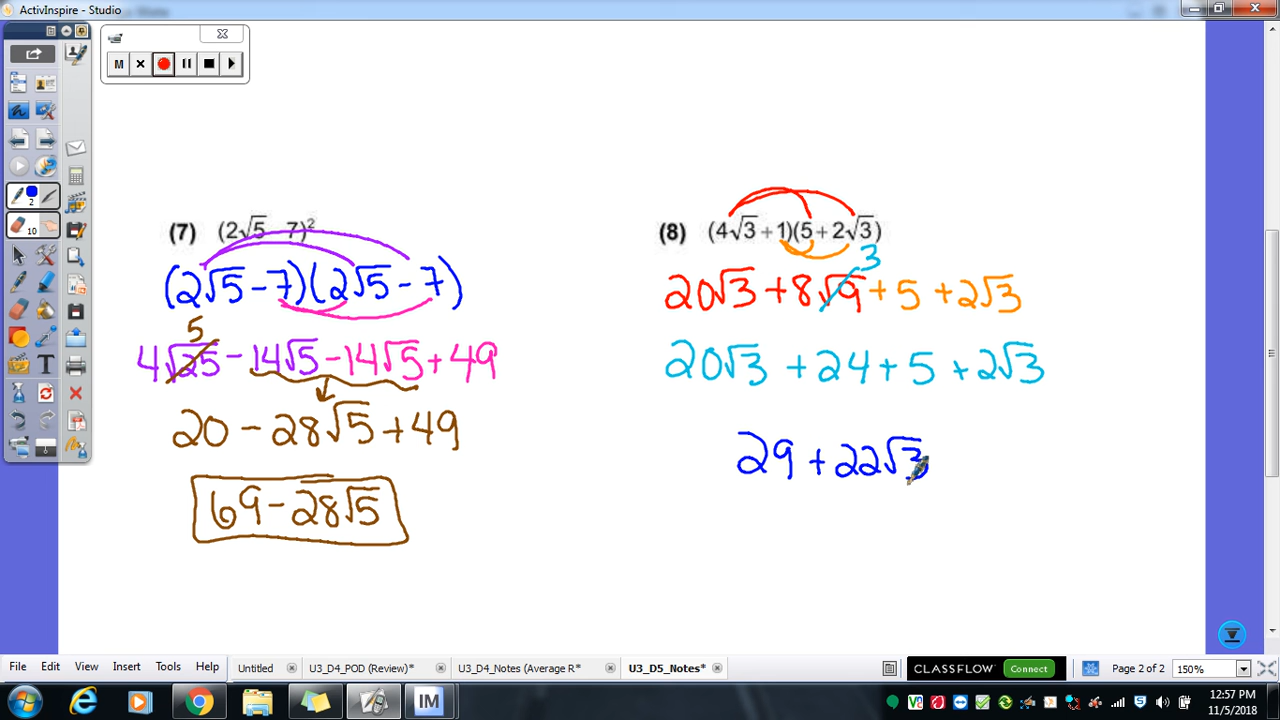 ActivInspire - Studio
M
(7) (2√5 - 7)²
(2√5 - 7)(2√5 - 7)
5
4√25 - 14√5 - 14√5 + 49
20 - 28√5 + 49
69 - 28√5
(8) (4√3 + 1)(5 + 2√3)
3
20√3 + 8√9 + 5 + 2√3
20√3 + 24 + 5 + 2√3
29 + 22√3
2
10
File Edit View Insert Tools Help Untitled U3_D4_POD (Review)* U3_D4_Notes (Average R* U3_D5_Notes* CLASSFLOW Connect Page 2 of 2 150%
IM
12:57 PM
11/5/2018